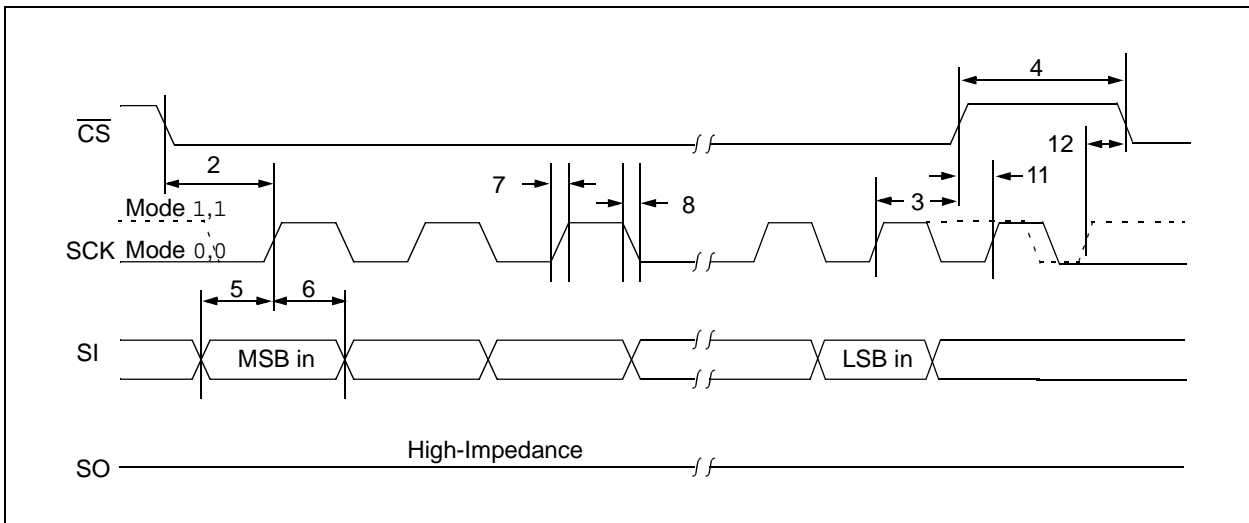 4
CS
12
2
7
11
8
3
Mode 1,1
SCK Mode 0,0
5
6
SI
MSB in
LSB in
High-Impedance
SO